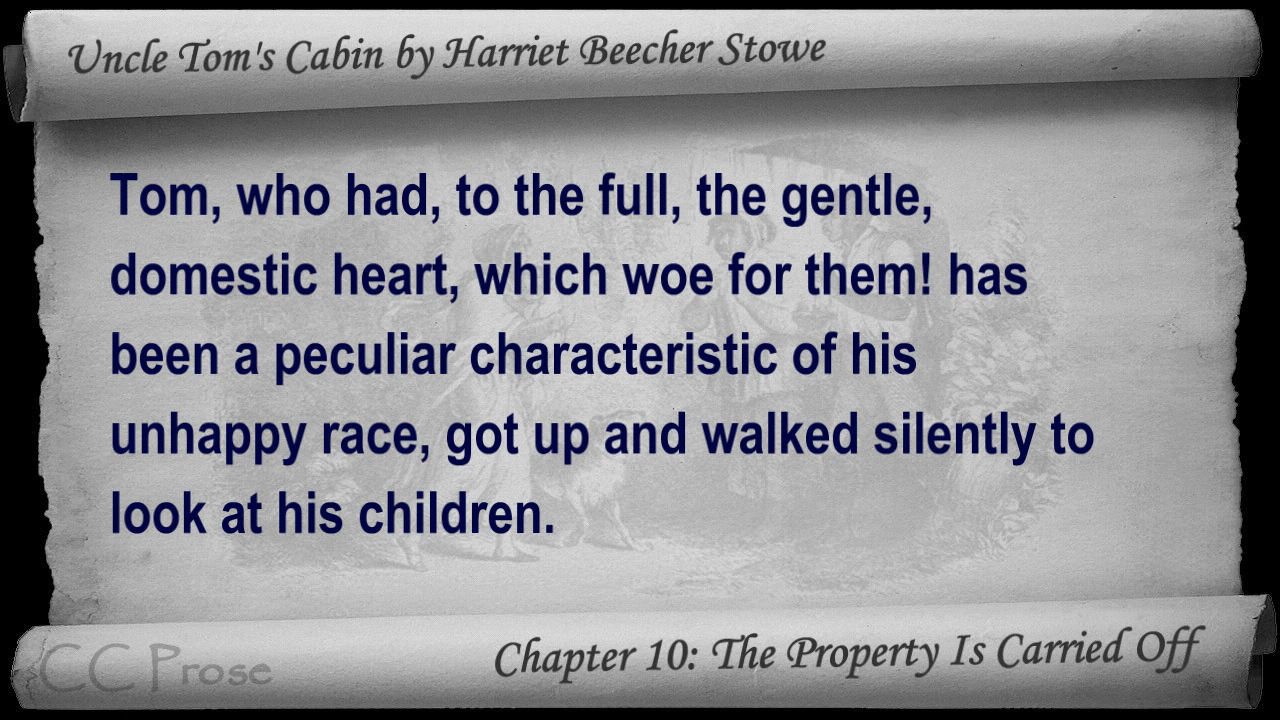 Uncle Tom's Cabin by Harriet Beecher Stowe
Tom, who had, to the full, the gentle,
domestic heart, which woe for them! has
been a peculiar characteristic of his
unhappy race, got up and walked silently to
look at his children.
CC Prose
Chapter 10: The Property Is Carried Off